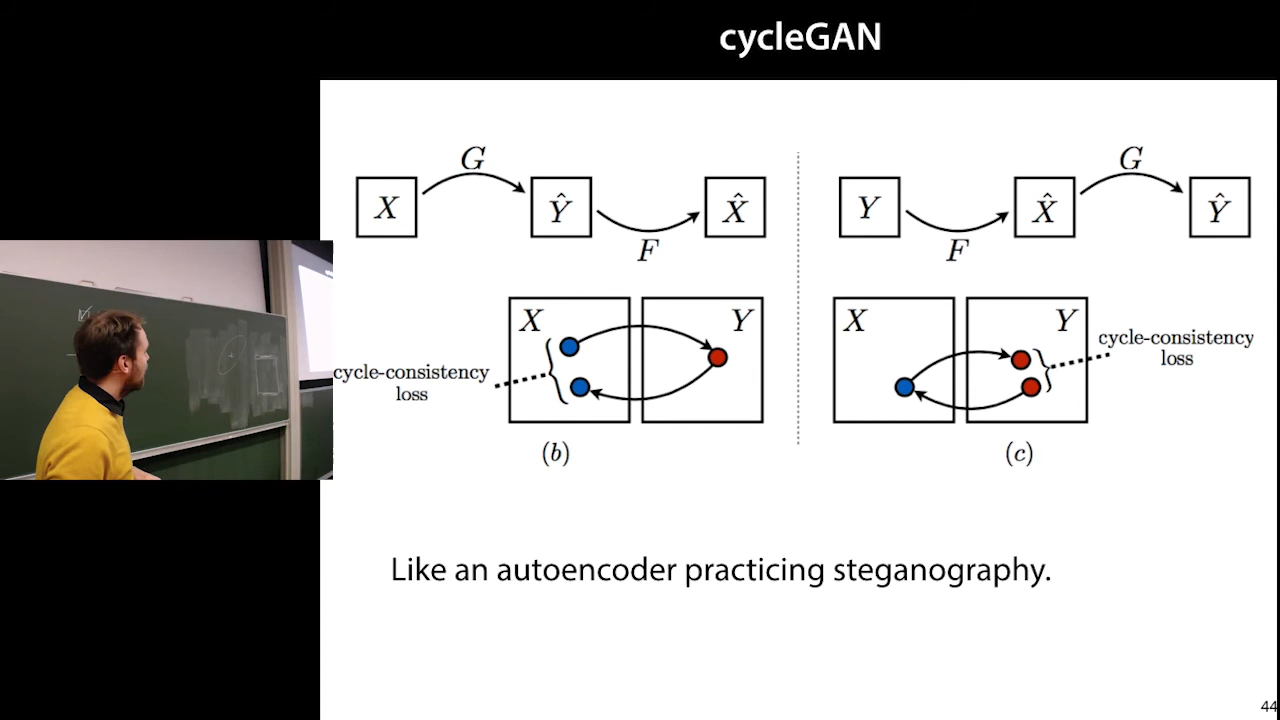 cycleGAN
G
X
Ŷ
X̂
F
X
Y
cycle-consistency
loss
(b)
G
Y
X̂
Ŷ
F
X
Y
cycle-consistency
loss
(c)
Like an autoencoder practicing steganography.
44